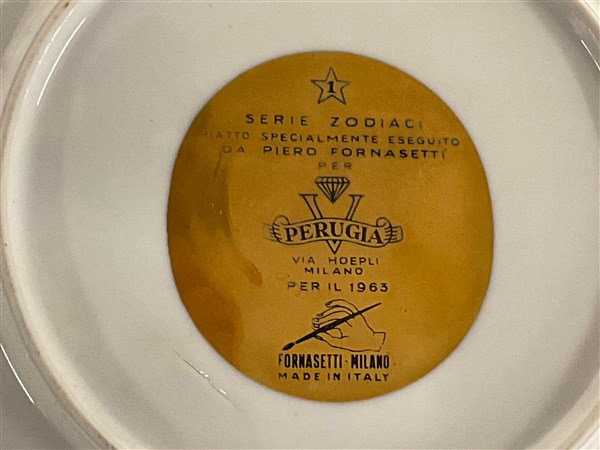 1
SERIE ZODIACI
PIATTO SPECIALMENTE ESEGUITO
DA PIERO FORNASETTI
PER
V
PERUGIA
VIA HOEPLI
MILANO
PER IL 1963
FORNASETTI - MILANO
MADE IN ITALY